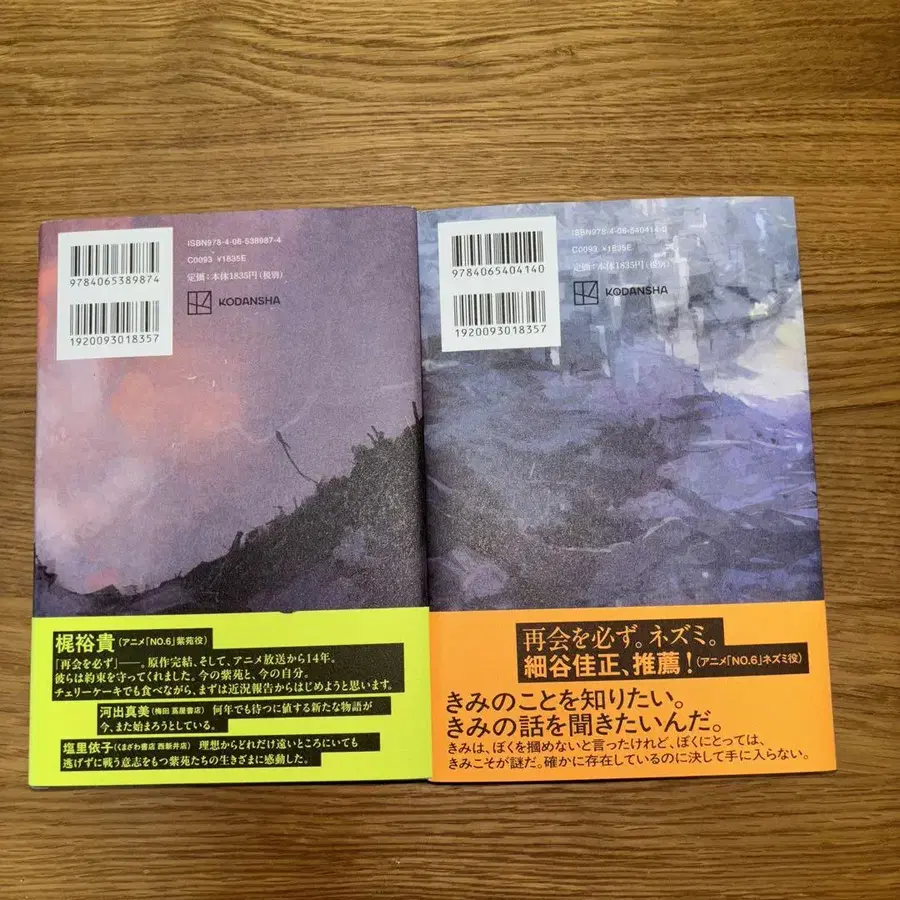 9784065389874
1920093018357
ISBN978-4-06-538987-4
C0093 ¥1835E
定価:本体1835円(税別)
KODANSHA
梶裕貴(アニメ「NO.6」紫苑役)
「再会を必ず」――。原作完結、そして、アニメ放送から14年。
彼らは約束を守ってくれました。今の紫苑と、今の自分。
チェリーケーキでも食べながら、まずは近況報告からはじめようと思います。
河出真美(梅田 蔦屋書店) 何年でも待つに値する新たな物語が
今、また始まろうとしている。
塩里依子(くまざわ書店 西新井店) 理想からどれだけ遠いところにいても
逃げずに戦う意志をもつ紫苑たちの生きざまに感動した。
9784065404140
1920093018357
ISBN978-4-06-540414-0
C0093 ¥1835E
定価:本体1835円(税別)
KODANSHA
再会を必ず。ネズミ。
細谷佳正、推薦!(アニメ「NO.6」ネズミ役)
きみのことを知りたい。
きみの話を聞きたいんだ。
きみは、ぼくを摑めないと言ったけれど、ぼくにとっては、
きみこそが謎だ。確かに存在しているのに決して手に入らない。